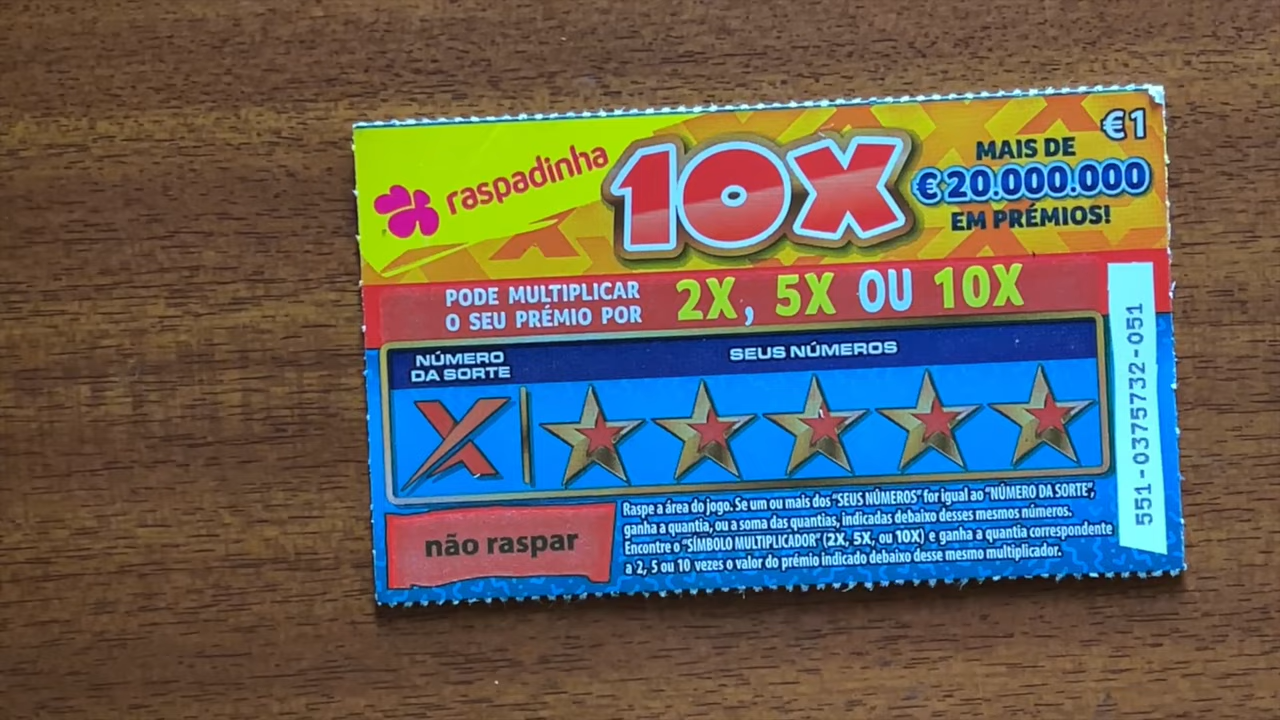 raspadinha
10X
€1
MAIS DE
€20.000.000
EM PRÉMIOS!
PODE MULTIPLICAR
O SEU PRÉMIO POR
2X, 5X OU 10X
NÚMERO
DA SORTE
SEUS NÚMEROS
X
não raspar
Raspe a área do jogo. Se um ou mais dos "SEUS NÚMEROS" for igual ao "NÚMERO DA SORTE",
ganha a quantia, ou a soma das quantias, indicadas debaixo desses mesmos números.
Encontre o "SÍMBOLO MULTIPLICADOR" (2X, 5X, ou 10X) e ganha a quantia correspondente
a 2, 5 ou 10 vezes o valor do prémio indicado debaixo desse mesmo multiplicador.
551-0375732-051